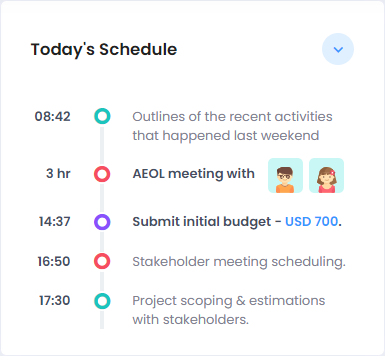 Today's Schedule
08:42 Outlines of the recent activities
that happened last weekend
3 hr AEOL meeting with
14:37 Submit initial budget - USD 700.
16:50 Stakeholder meeting scheduling.
17:30 Project scoping & estimations
with stakeholders.